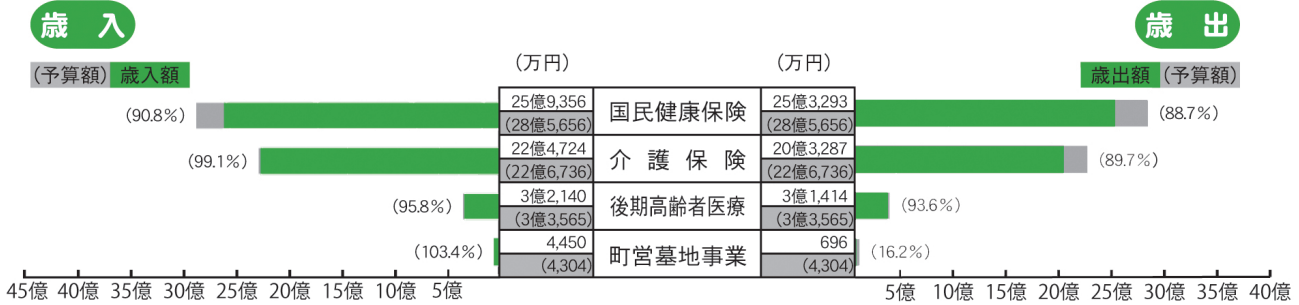 歳 入
歳 出
(予算額) 歳入額
(万円)
(万円)
歳出額 (予算額)
(90.8%) 25億9,356 国民健康保険 25億3,293 (88.7%)
(28億5,656) (28億5,656)
(99.1%) 22億4,724 介護保険 20億3,287 (89.7%)
(22億6,736) (22億6,736)
(95.8%) 3億2,140 後期高齢者医療 3億1,414 (93.6%)
(3億3,565) (3億3,565)
(103.4%) 4,450 町営墓地事業 696 (16.2%)
(4,304) (4,304)
45億 40億 35億 30億 25億 20億 15億 10億 5億
5億 10億 15億 20億 25億 30億 35億 40億